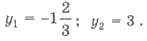 y₁ = −1 2/3 ; y₂ = 3 .